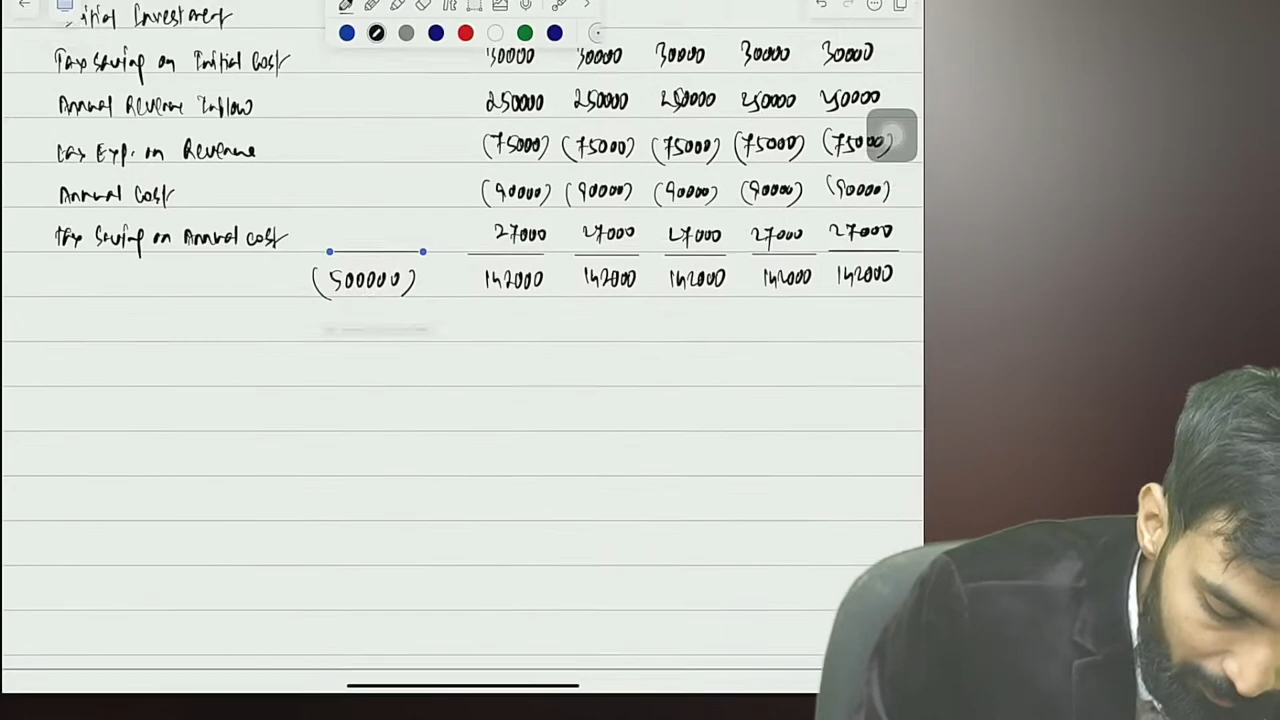 Initial Investment
Tax Saving on Initial Cost 30000 30000 30000 30000 30000
Annual Revenue Inflow 250000 250000 250000 250000 250000
Tax Exp. on Revenue (75000) (75000) (75000) (75000) (75000)
Annual Cost (90000) (90000) (90000) (90000) (90000)
Tax Saving on Annual cost 27000 27000 27000 27000 27000
(500000) 142000 142000 142000 142000 142000